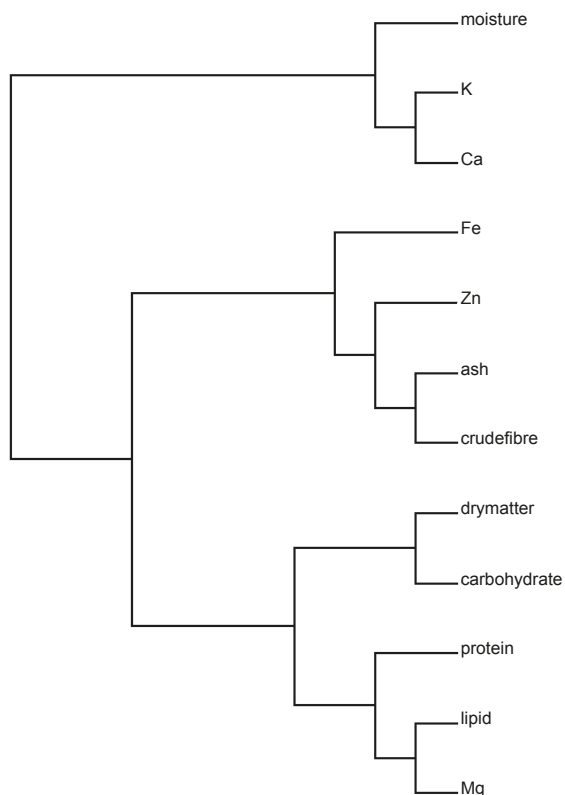 moisture
K
Ca
Fe
Zn
ash
crudefibre
drymatter
carbohydrate
protein
lipid
Mg